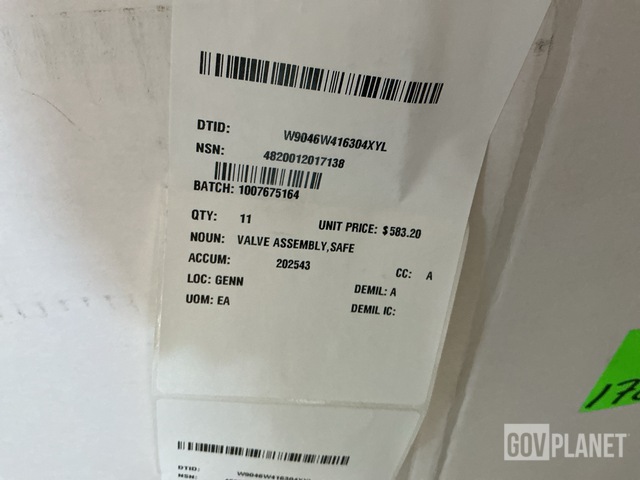 DTID: W9046W416304XYL
NSN: 4820012017138
BATCH: 1007675164
QTY: 11 UNIT PRICE: $583.20
NOUN: VALVE ASSEMBLY,SAFE
ACCUM: 202543 CC: A
LOC: GENN DEMIL: A
UOM: EA DEMIL IC:
DTID:
NSN:
GOVPLANET